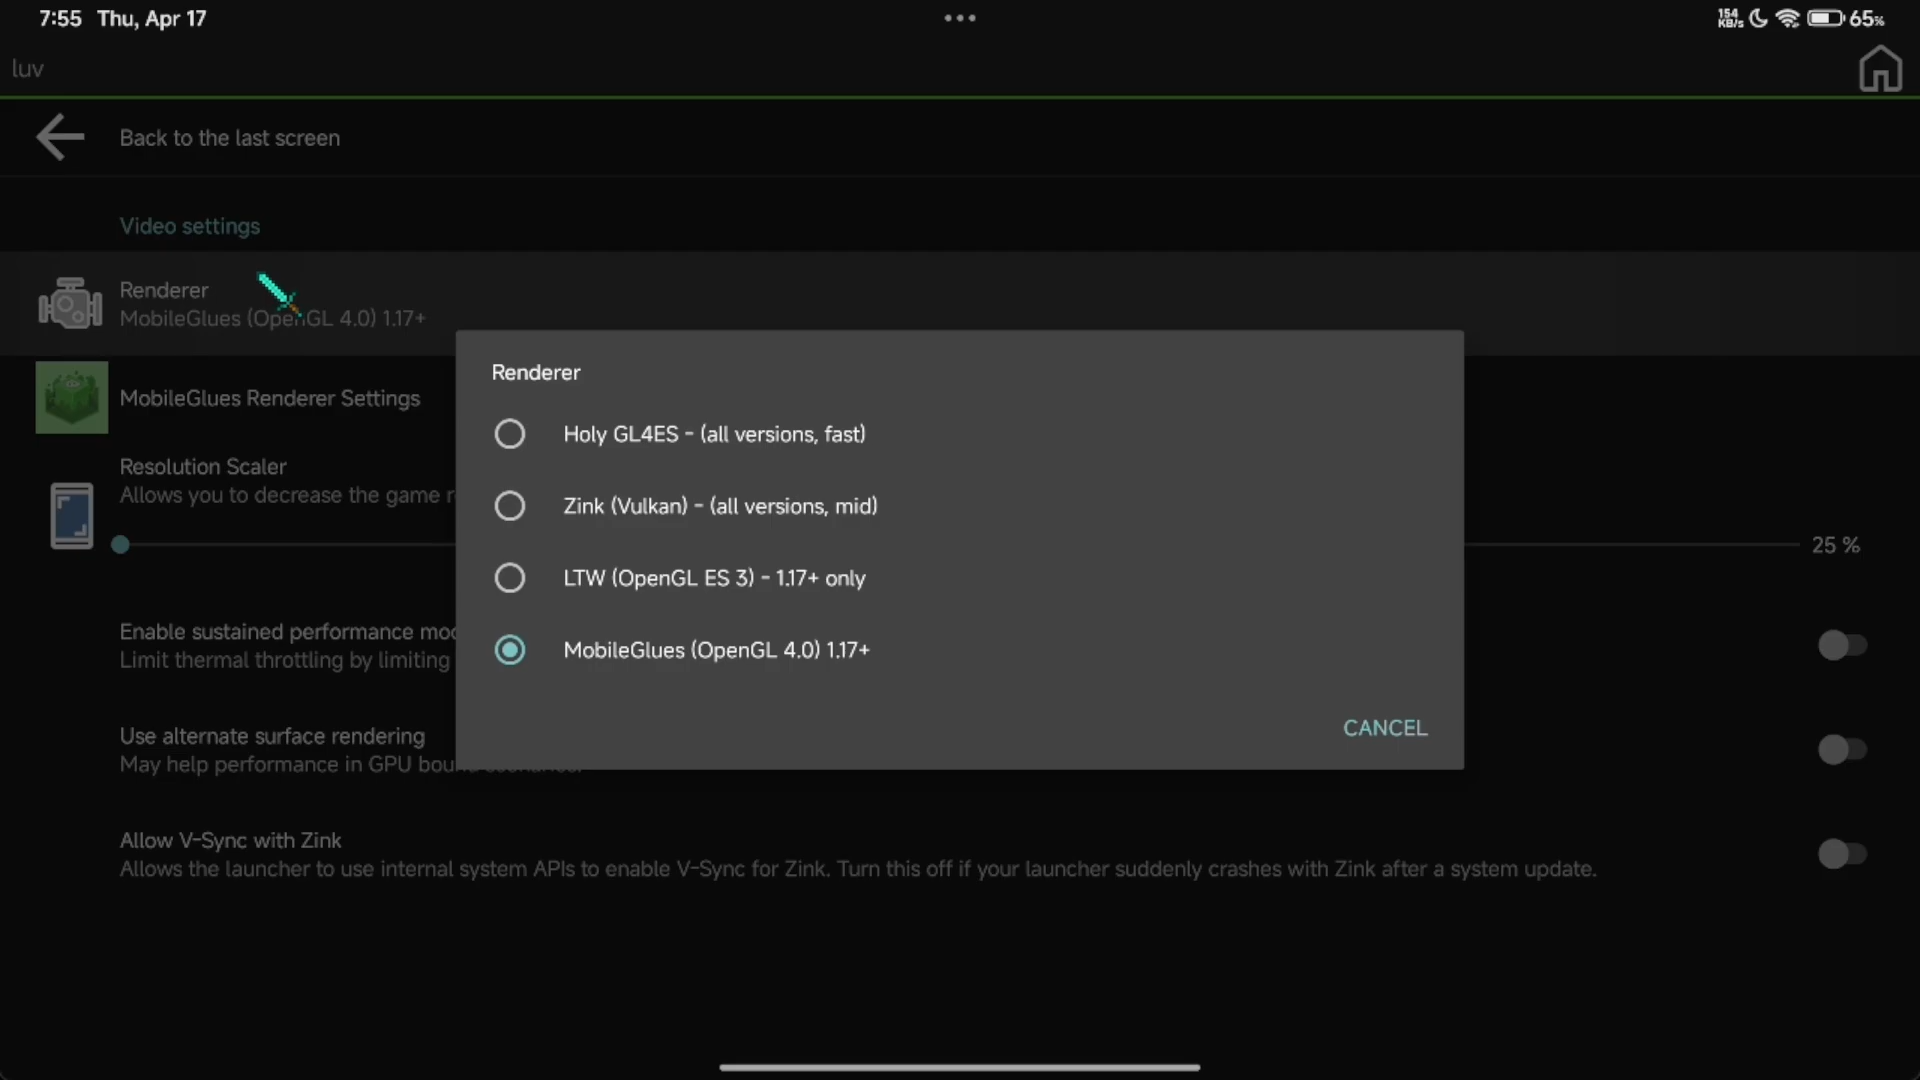 7:55 Thu, Apr 17
154 KB/s
65%
luv
Back to the last screen
Video settings
Renderer
MobileGlues (OpenGL 4.0) 1.17+
MobileGlues Renderer Settings
Resolution Scaler
Allows you to decrease the game r
25 %
Renderer
Holy GL4ES - (all versions, fast)
Zink (Vulkan) - (all versions, mid)
LTW (OpenGL ES 3) - 1.17+ only
MobileGlues (OpenGL 4.0) 1.17+
CANCEL
Enable sustained performance mod
Limit thermal throttling by limiting
Use alternate surface rendering
May help performance in GPU bound scenarios.
Allow V-Sync with Zink
Allows the launcher to use internal system APIs to enable V-Sync for Zink. Turn this off if your launcher suddenly crashes with Zink after a system update.